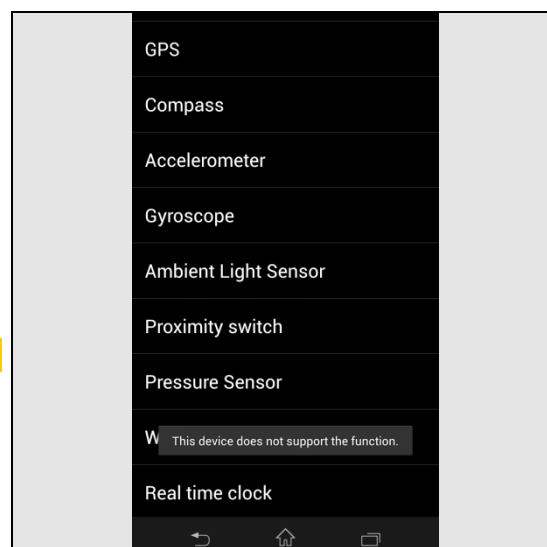 GPS
Compass
Accelerometer
Gyroscope
Ambient Light Sensor
Proximity switch
Pressure Sensor
W
This device does not support the function.
Real time clock